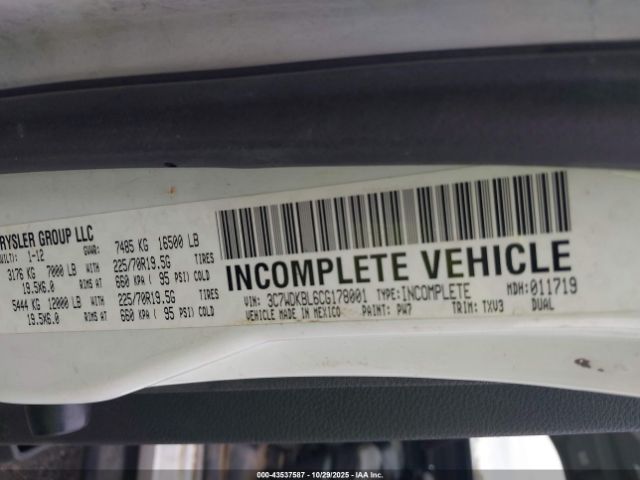 RYSLER GROUP LLC
UILT): 1-12 GVWR: 7485 KG 16500 LB
3176 KG 7000 LB WITH 225/70R19.5G TIRES
19.5X6.0 RIMS AT 660 KPA ( 95 PSI) COLD
5444 KG 12000 LB WITH 225/70R19.5G TIRES
19.5X6.0 RIMS AT 660 KPA ( 95 PSI) COLD
INCOMPLETE VEHICLE
VIN: 3C7WDKBL6CG178001 TYPE: INCOMPLETE MDH: 011719
VEHICLE MADE IN MEXICO PAINT: PW7 TRIM: TXV3 DUAL
000-43537587 - 10/29/2025 - IAA Inc.